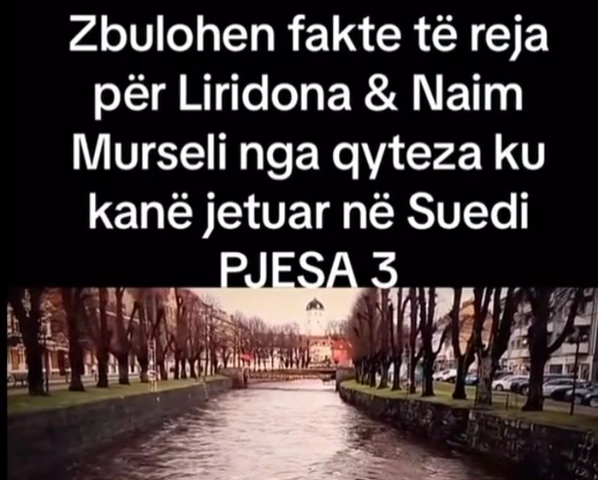 Zbulohen fakte të reja
për Liridona & Naim
Murseli nga qyteza ku
kanë jetuar në Suedi
PJESA 3